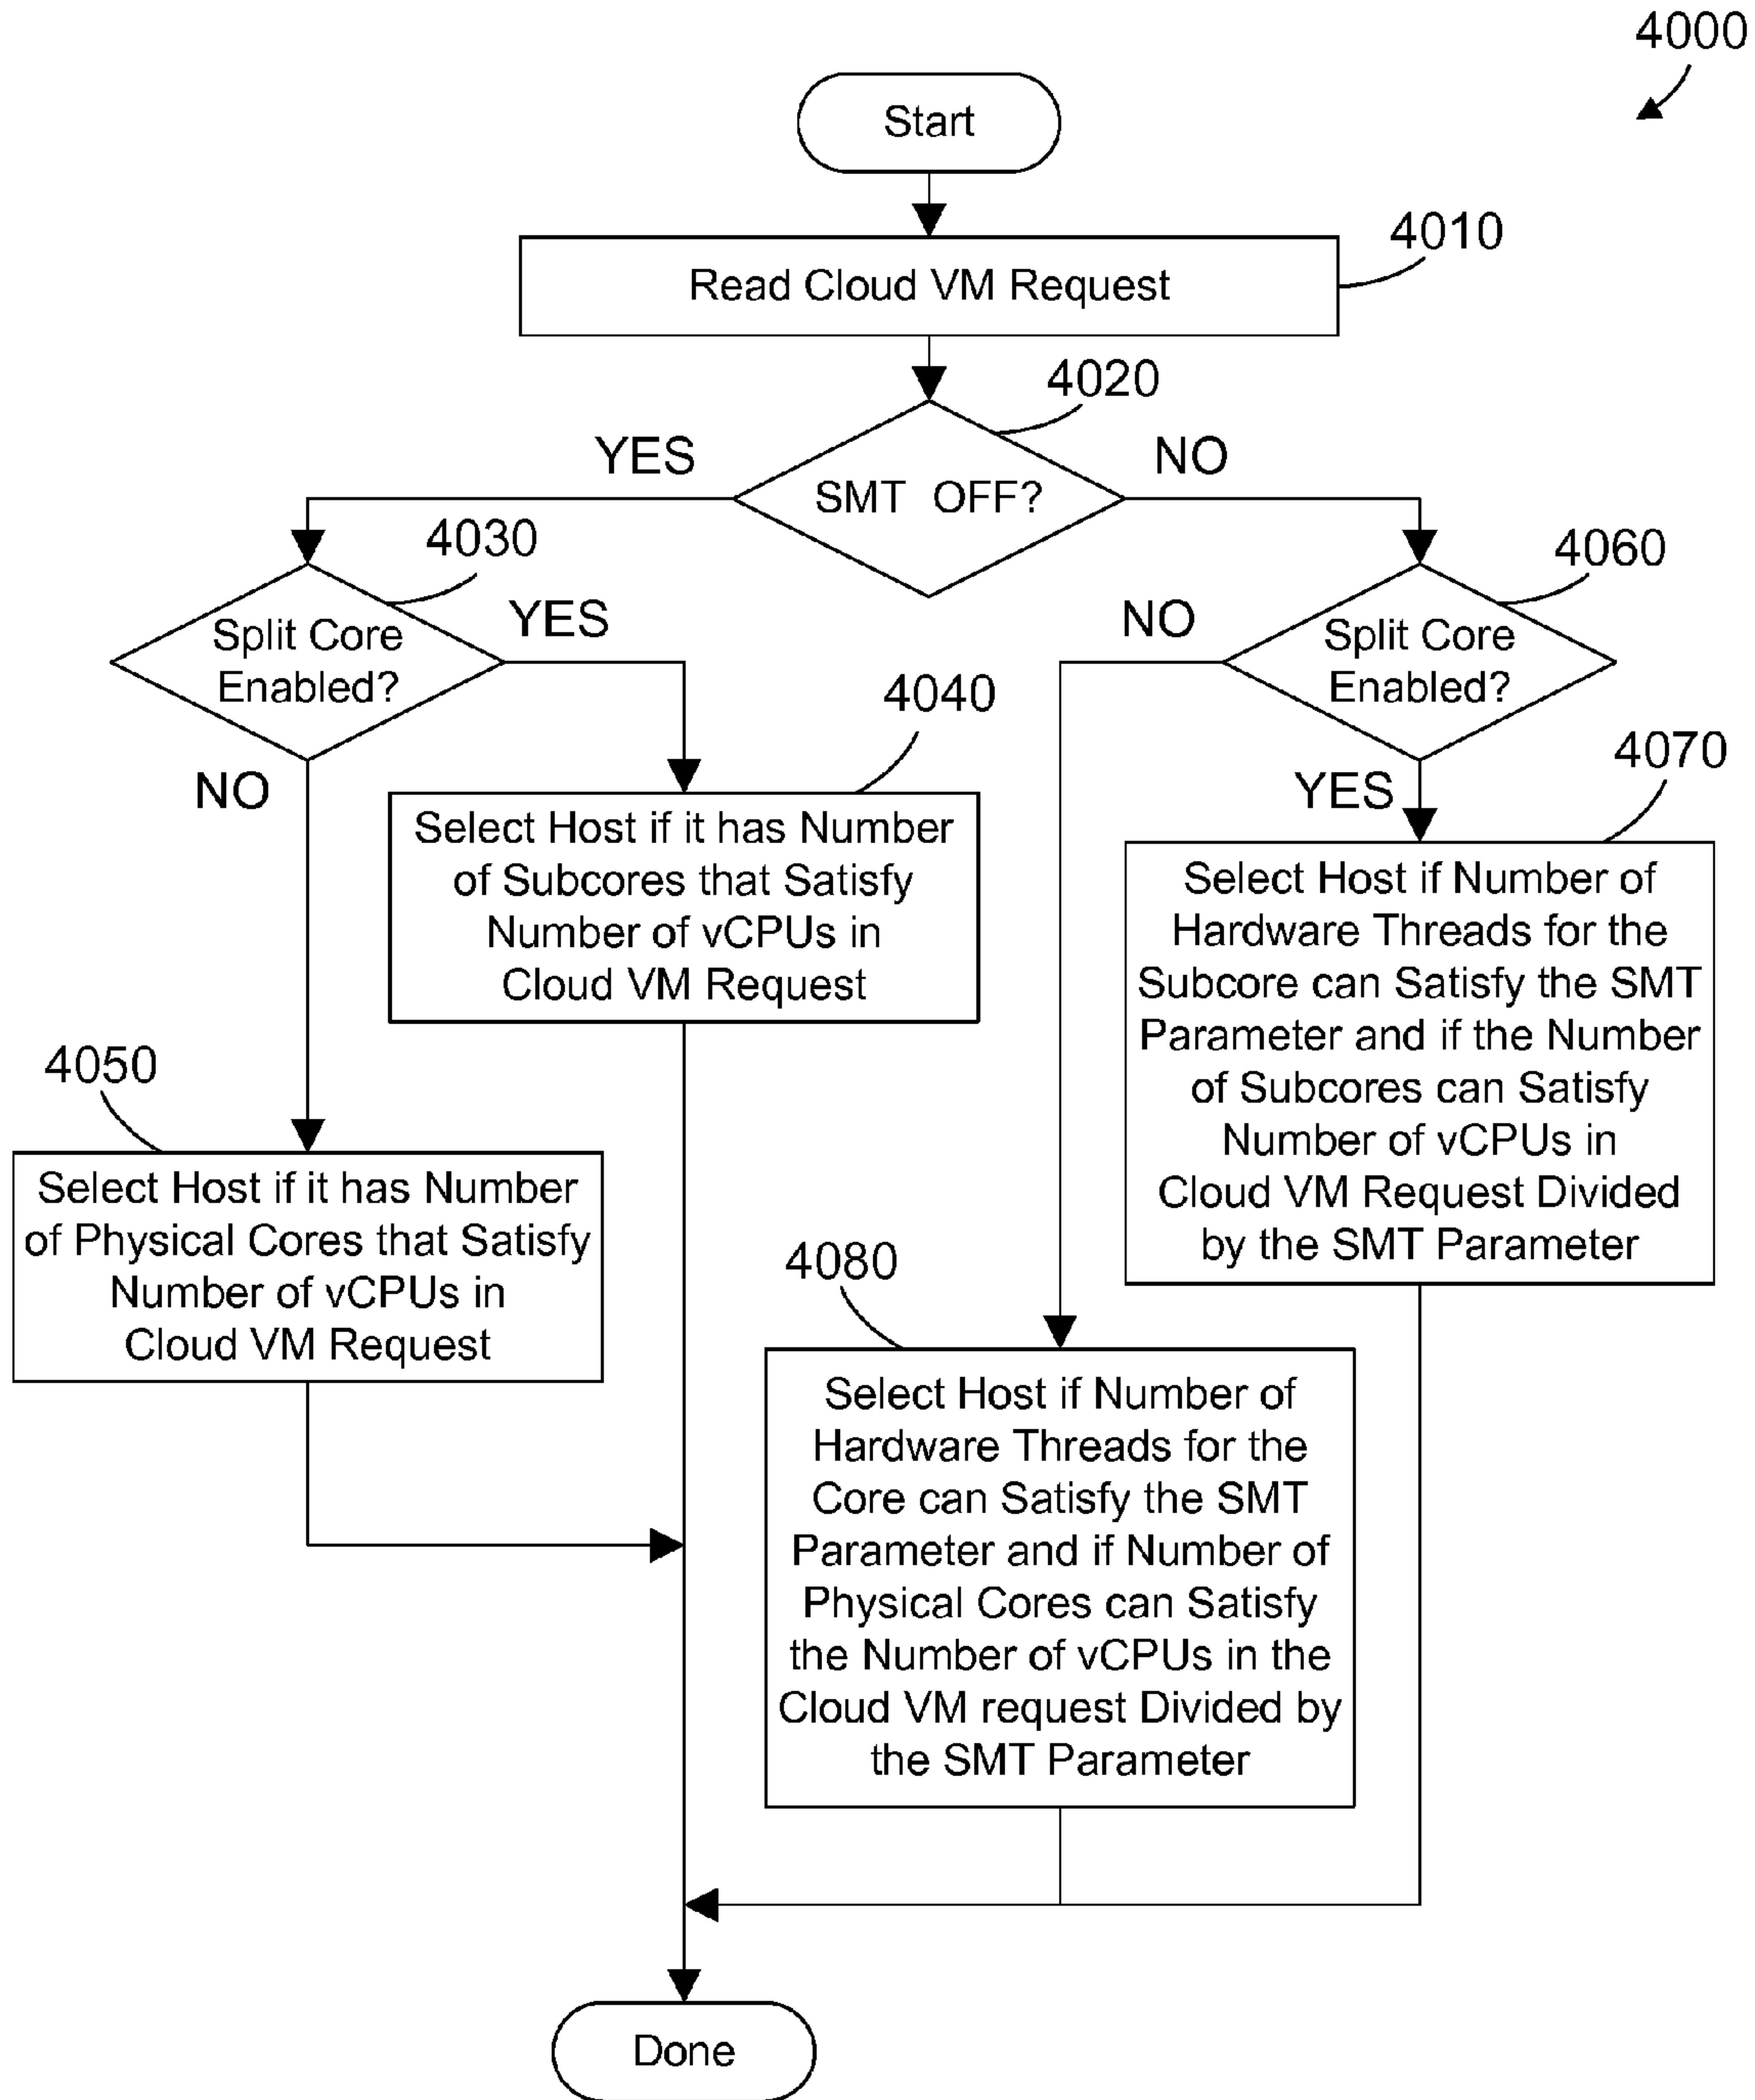 4000
Start
4010
Read Cloud VM Request
4020
YES
NO
SMT OFF?
4030
4060
Split Core
Enabled?
YES
NO
Split Core
Enabled?
4040
4070
NO
YES
Select Host if it has Number
of Subcores that Satisfy
Number of vCPUs in
Cloud VM Request
Select Host if Number of
Hardware Threads for the
Subcore can Satisfy the SMT
Parameter and if the Number
of Subcores can Satisfy
Number of vCPUs in
Cloud VM Request Divided
by the SMT Parameter
4050
Select Host if it has Number
of Physical Cores that Satisfy
Number of vCPUs in
Cloud VM Request
4080
Select Host if Number of
Hardware Threads for the
Core can Satisfy the SMT
Parameter and if Number of
Physical Cores can Satisfy
the Number of vCPUs in the
Cloud VM request Divided by
the SMT Parameter
Done